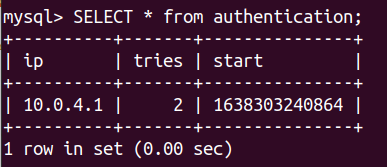 mysql> SELECT * from authentication;
+----------+-------+---------------+
| ip       | tries | start         |
+----------+-------+---------------+
| 10.0.4.1 |     2 | 1638303240864 |
+----------+-------+---------------+
1 row in set (0.00 sec)